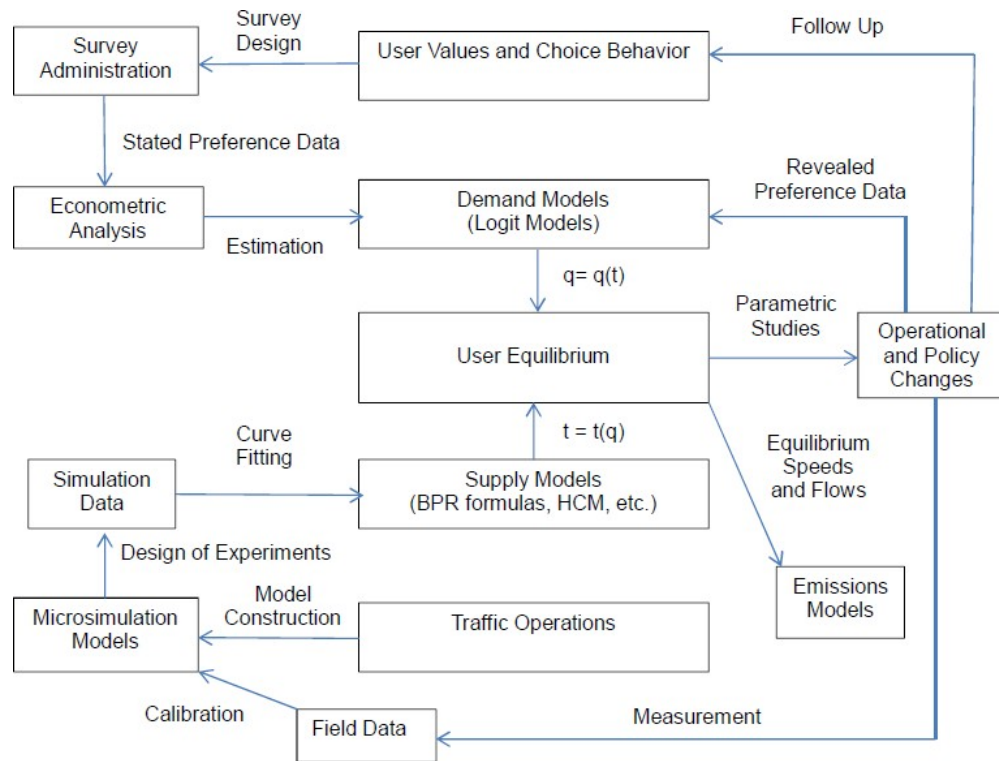 Survey
Design
Follow Up
Survey
Administration
User Values and Choice Behavior
Stated Preference Data
Revealed
Preference Data
Econometric
Analysis
Estimation
Demand Models
(Logit Models)
q= q(t)
Parametric
Studies
User Equilibrium
Operational
and Policy
Changes
t = t(q)
Curve
Fitting
Equilibrium
Speeds
and Flows
Simulation
Data
Supply Models
(BPR formulas, HCM, etc.)
Design of Experiments
Model
Construction
Emissions
Models
Microsimulation
Models
Traffic Operations
Calibration
Field Data
Measurement